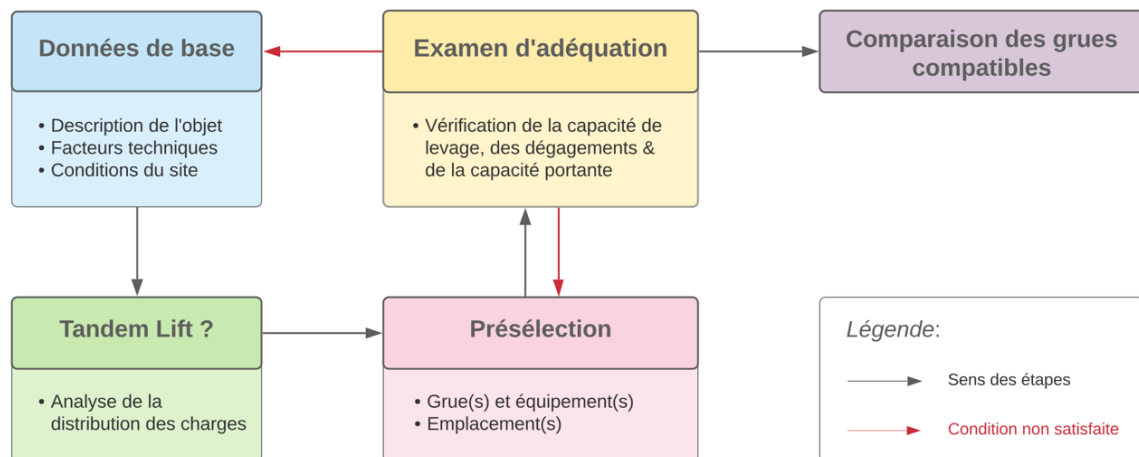 Données de base
• Description de l'objet
• Facteurs techniques
• Conditions du site
Examen d'adéquation
• Vérification de la capacité de
levage, des dégagements &
de la capacité portante
Comparaison des grues
compatibles
Tandem Lift ?
• Analyse de la
distribution des charges
Présélection
• Grue(s) et équipement(s)
• Emplacement(s)
Légende:
Sens des étapes
Condition non satisfaite